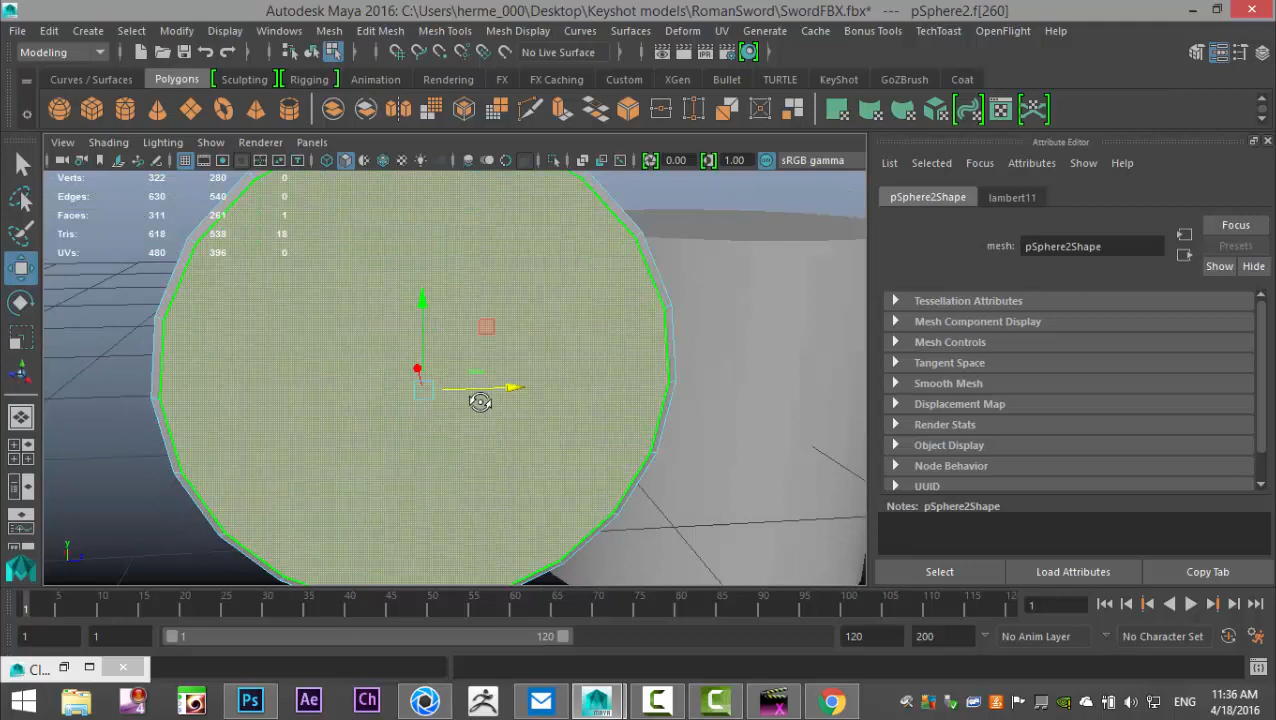 Autodesk Maya 2016: C:\Users\herme_000\Desktop\Keyshot models\RomanSword\SwordFBX.fbx* --- pSphere2.f[260]
File Edit Create Select Modify Display Windows Mesh Edit Mesh Mesh Tools Mesh Display Curves Surfaces Deform UV Generate Cache Bonus Tools TechToast OpenFlight Help
Modeling No Live Surface IPR
Curves / Surfaces Polygons Sculpting Rigging Animation Rendering FX FX Caching Custom XGen Bullet TURTLE KeyShot GoZBrush Coat
View Shading Lighting Show Renderer Panels
Attribute Editor
0.00 1.00 sRGB gamma
List Selected Focus Attributes Show Help
Verts: 322 280 0
Edges: 630 540 0
Faces: 311 261 1
Tris: 618 538 18
UVs: 480 396 0
pSphere2Shape lambert11
Focus
mesh: pSphere2Shape
Presets
Show Hide
Tessellation Attributes
Mesh Component Display
Mesh Controls
Tangent Space
Smooth Mesh
Displacement Map
Render Stats
Object Display
Node Behavior
UUID
Notes: pSphere2Shape
y
Select Load Attributes Copy Tab
5 10 15 20 25 30 35 40 45 50 55 60 65 70 75 80 85 90 95 100 105 110 115 12
1 1
1 1 1 120 120 200 No Anim Layer No Character Set
Cl...
4 Ps Ae Ch MAYA C C X
11:36 AM
4/18/2016